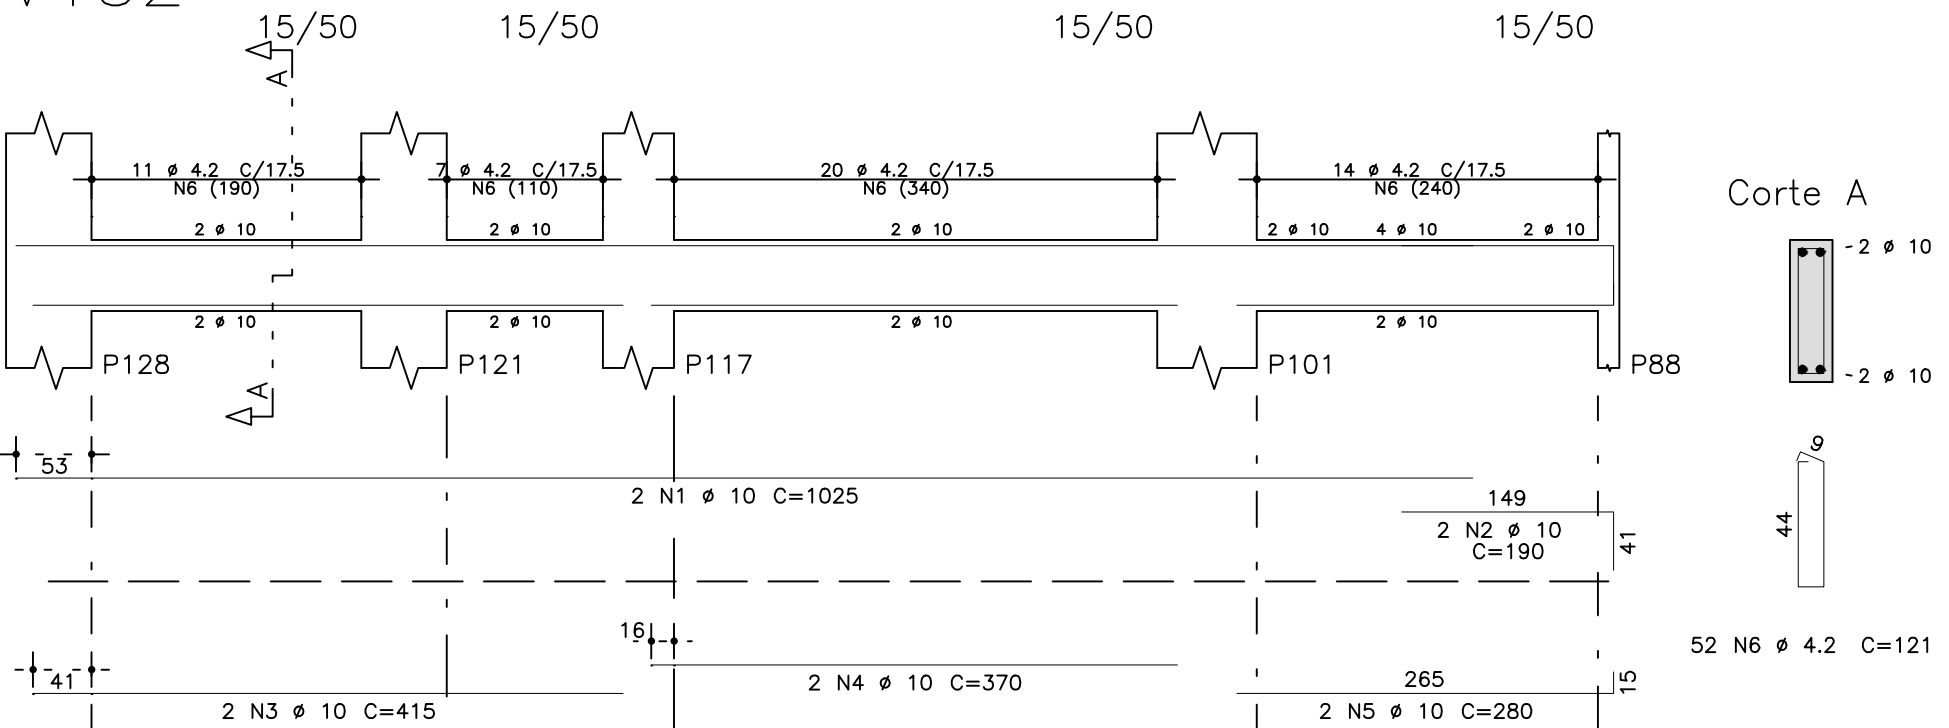 15/50 15/50 15/50 15/50
A
11 ø 4.2 C/17.5 7 ø 4.2 C/17.5 20 ø 4.2 C/17.5 14 ø 4.2 C/17.5
N6 (190) N6 (110) N6 (340) N6 (240)
Corte A
2 ø 10 2 ø 10 2 ø 10 2 ø 10 4 ø 10 2 ø 10
-2 ø 10
2 ø 10 2 ø 10 2 ø 10 2 ø 10
P128 P121 P117 P101 P88
-2 ø 10
A
9
53
2 N1 ø 10 C=1025
149
2 N2 ø 10
C=190
41
44
16
52 N6 ø 4.2 C=121
41
2 N4 ø 10 C=370
265
15
2 N3 ø 10 C=415
2 N5 ø 10 C=280